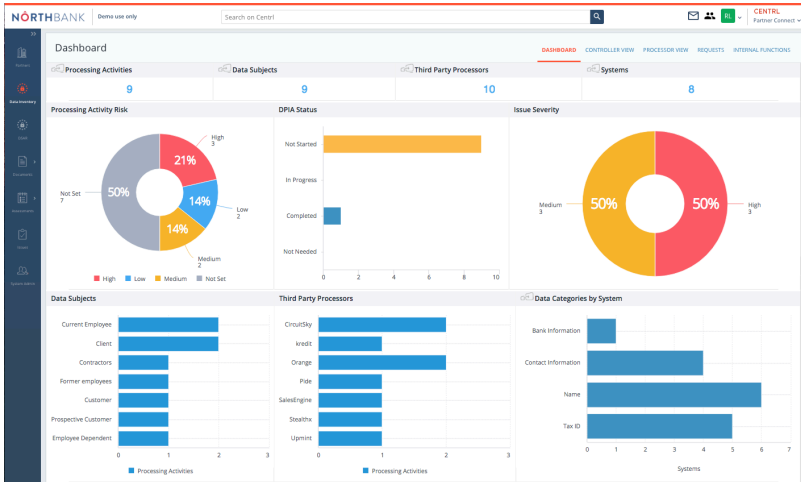 NORTHBANK
Demo use only
Search on Centrl
RL
CENTRL
Partner Connect
Data Inventory
Dashboard
DASHBOARD CONTROLLER VIEW PROCESSOR VIEW REQUESTS INTERNAL FUNCTIONS
Processing Activities
Data Subjects
Third Party Processors
Systems
9
9
10
8
Processing Activity Risk
High
3
21%
14%
Low
2
14%
Medium
2
50%
Not Set
7
High Low Medium Not Set
DPIA Status
Not Started
In Progress
Completed
Not Needed
0 2 4 6 8 10
Issue Severity
Medium
3
50%
50%
High
3
Data Subjects
Current Employee
Client
Contractors
Former employees
Customer
Prospective Customer
Employee Dependent
0 1 2 3
Processing Activities
Third Party Processors
CircuitSky
kredit
Orange
Pide
SalesEngine
Stealthx
Upmint
0 1 2 3
Processing Activities
Data Categories by System
Bank Information
Contact Information
Name
Tax ID
0 1 2 3 4 5 6 7
Systems